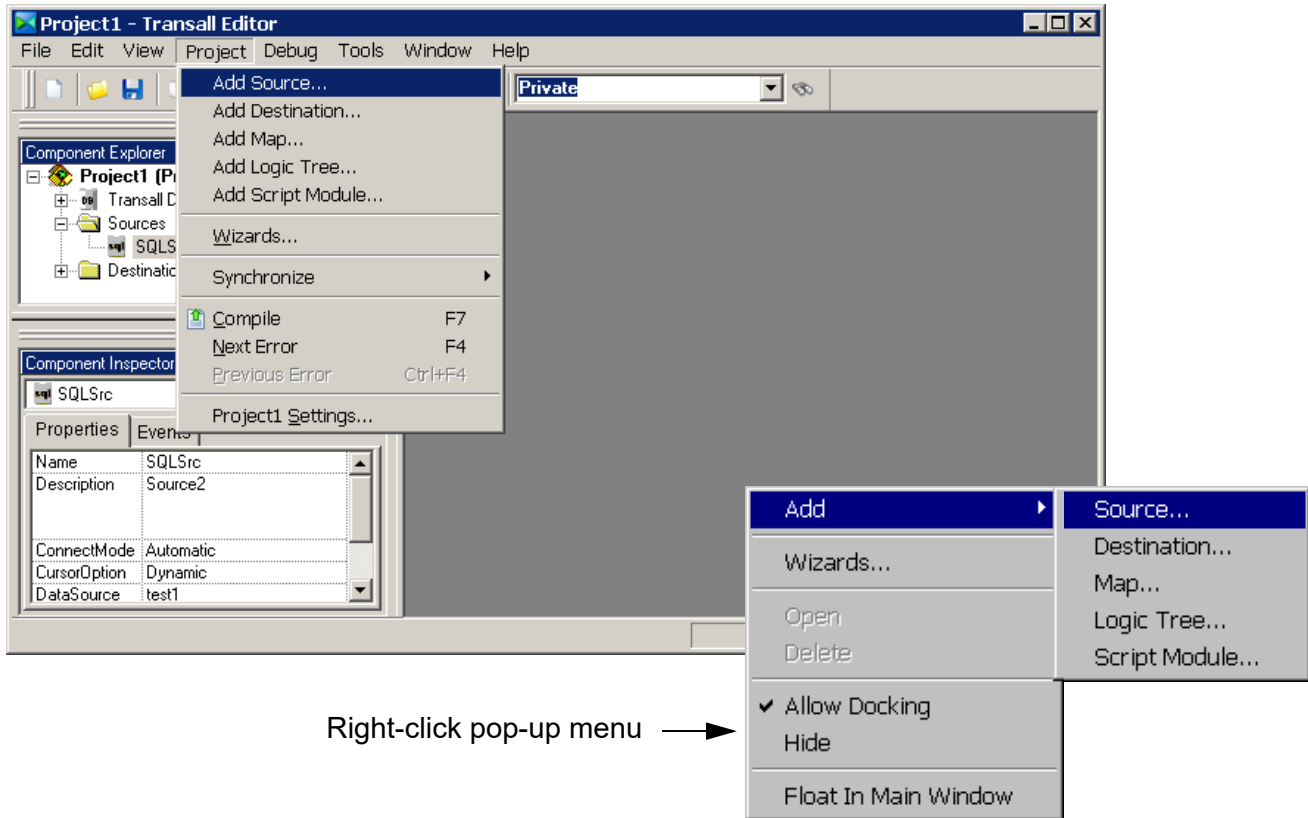 Project1 - Transall Editor
File Edit View Project Debug Tools Window Help
Private
Add Source...
Add Destination...
Add Map...
Add Logic Tree...
Add Script Module...
Wizards...
Synchronize
Compile F7
Next Error F4
Previous Error Ctrl+F4
Project1 Settings...
Component Explorer
Project1
Transall
Sources
sql
Component Inspector
sql SQLSrc
Properties Events
Name SQLSrc
Description Source2
ConnectMode Automatic
CursorOption Dynamic
DataSource test1
Add
Wizards...
Open
Delete
Allow Docking
Hide
Float In Main Window
Source...
Destination...
Map...
Logic Tree...
Script Module...
Right-click pop-up menu